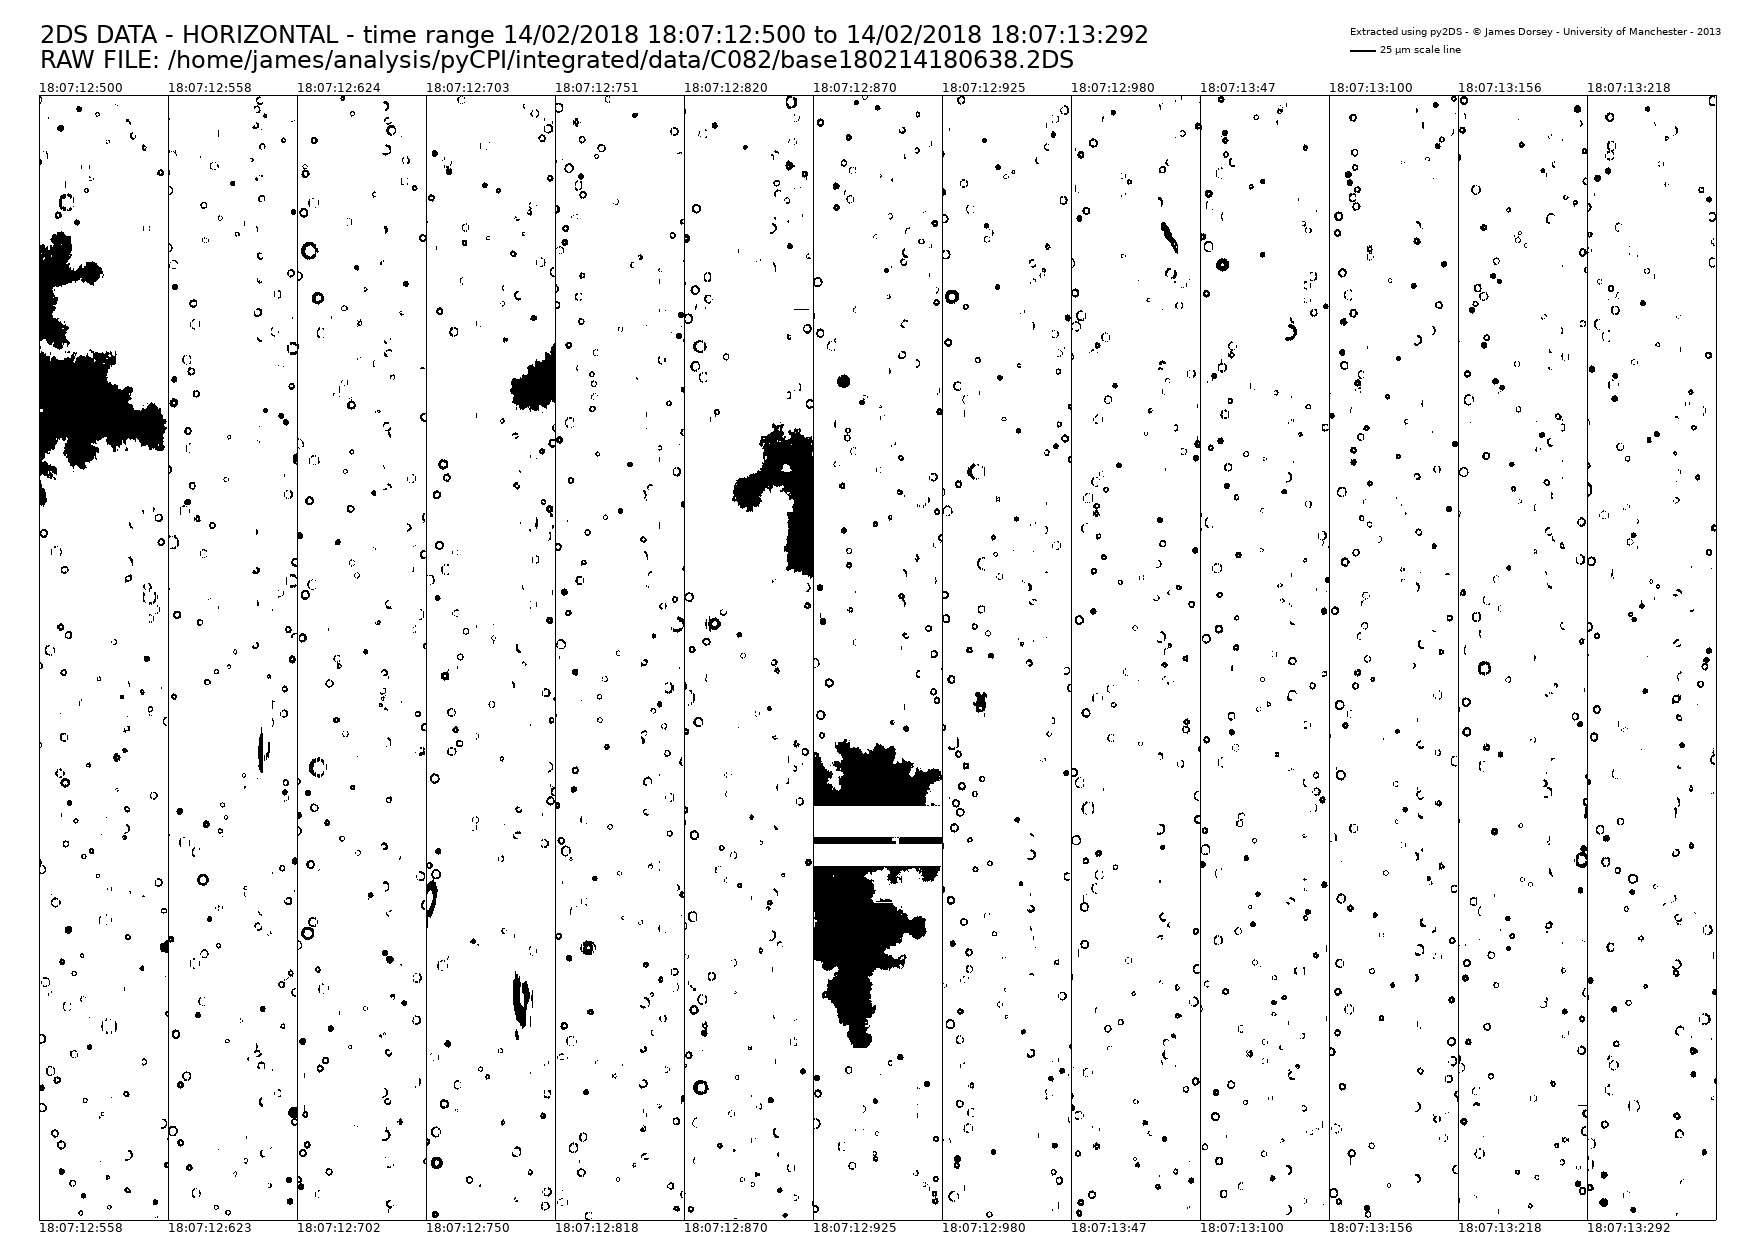 2DS DATA - HORIZONTAL - time range 14/02/2018 18:07:12:500 to 14/02/2018 18:07:13:292
RAW FILE: /home/james/analysis/pyCPI/integrated/data/C082/base180214180638.2DS
Extracted using py2DS - © James Dorsey - University of Manchester - 2013
25 µm scale line
18:07:12:500 18:07:12:558 18:07:12:624 18:07:12:703 18:07:12:751 18:07:12:820 18:07:12:870 18:07:12:925 18:07:12:980 18:07:13:47 18:07:13:100 18:07:13:156 18:07:13:218
18:07:12:558 18:07:12:623 18:07:12:702 18:07:12:750 18:07:12:818 18:07:12:870 18:07:12:925 18:07:12:980 18:07:13:47 18:07:13:100 18:07:13:156 18:07:13:218 18:07:13:292